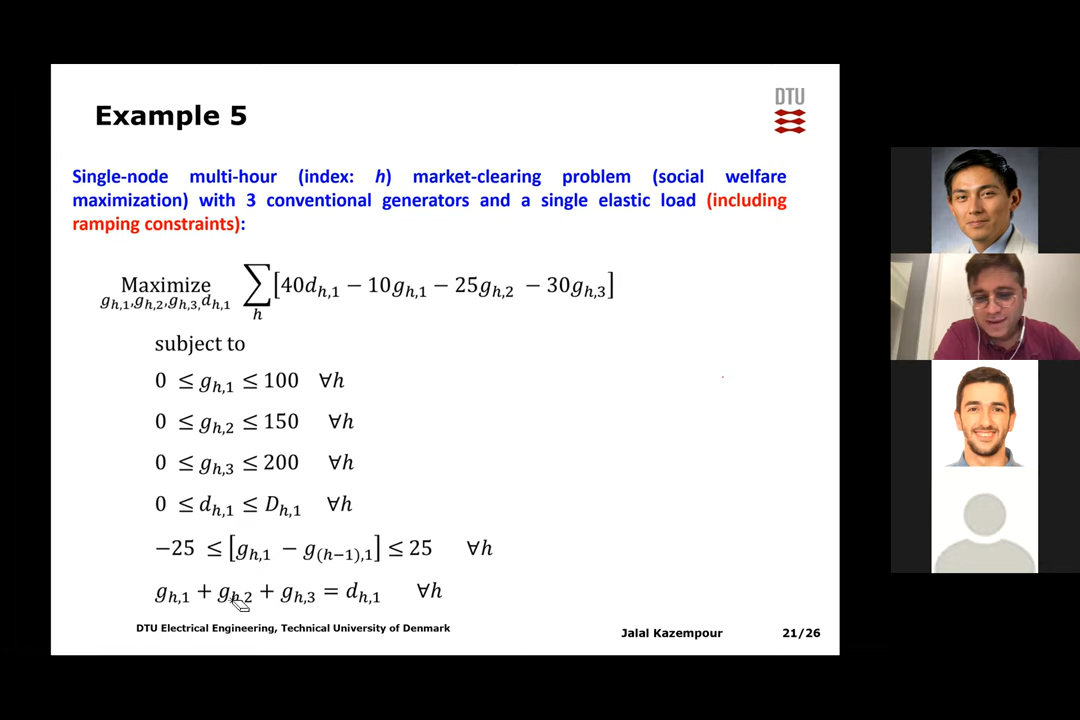 DTU
Example 5
Single-node multi-hour (index: h) market-clearing problem (social welfare
maximization) with 3 conventional generators and a single elastic load (including
ramping constraints):
Maximize ∑ [40d_{h,1} − 10g_{h,1} − 25g_{h,2} − 30g_{h,3}]
g_{h,1},g_{h,2},g_{h,3},d_{h,1} h
subject to
0 ≤ g_{h,1} ≤ 100 ∀h
0 ≤ g_{h,2} ≤ 150 ∀h
0 ≤ g_{h,3} ≤ 200 ∀h
0 ≤ d_{h,1} ≤ D_{h,1} ∀h
−25 ≤ [g_{h,1} − g_{(h−1),1}] ≤ 25 ∀h
g_{h,1} + g_{h,2} + g_{h,3} = d_{h,1} ∀h
DTU Electrical Engineering, Technical University of Denmark
Jalal Kazempour 21/26